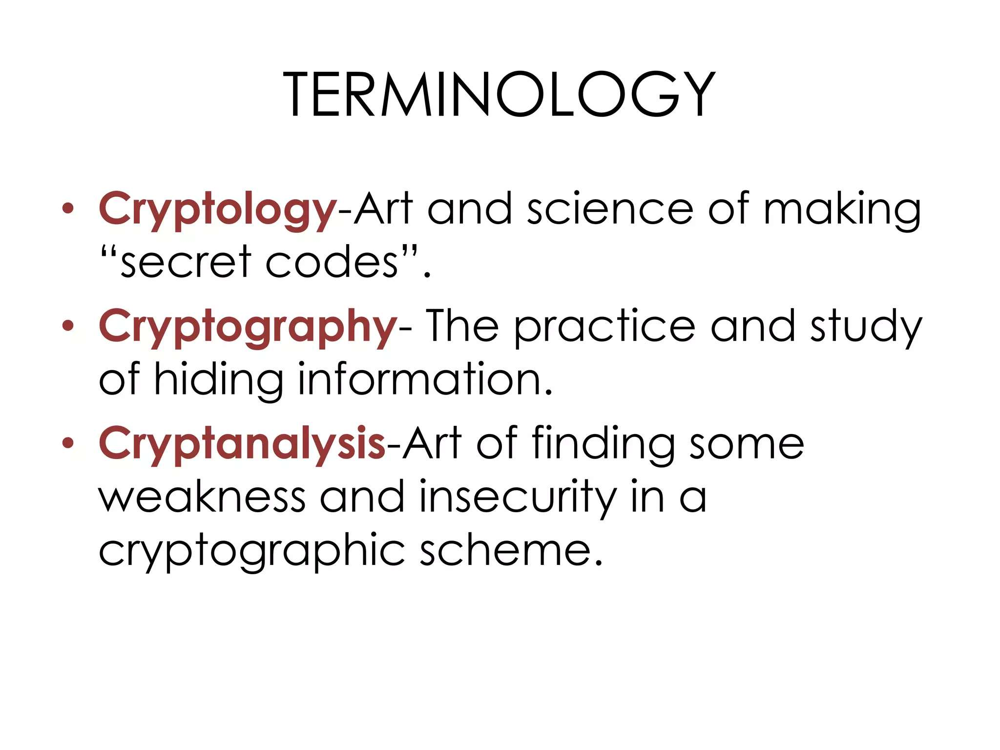 TERMINOLOGY
• Cryptology-Art and science of making
“secret codes”.
• Cryptography- The practice and study
of hiding information.
• Cryptanalysis-Art of finding some
weakness and insecurity in a
cryptographic scheme.